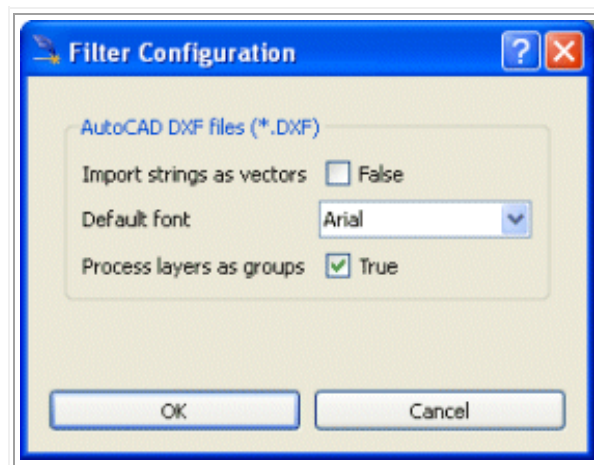 Filter Configuration
AutoCAD DXF files (*.DXF)
Import strings as vectors False
Default font Arial
Process layers as groups True
OK Cancel